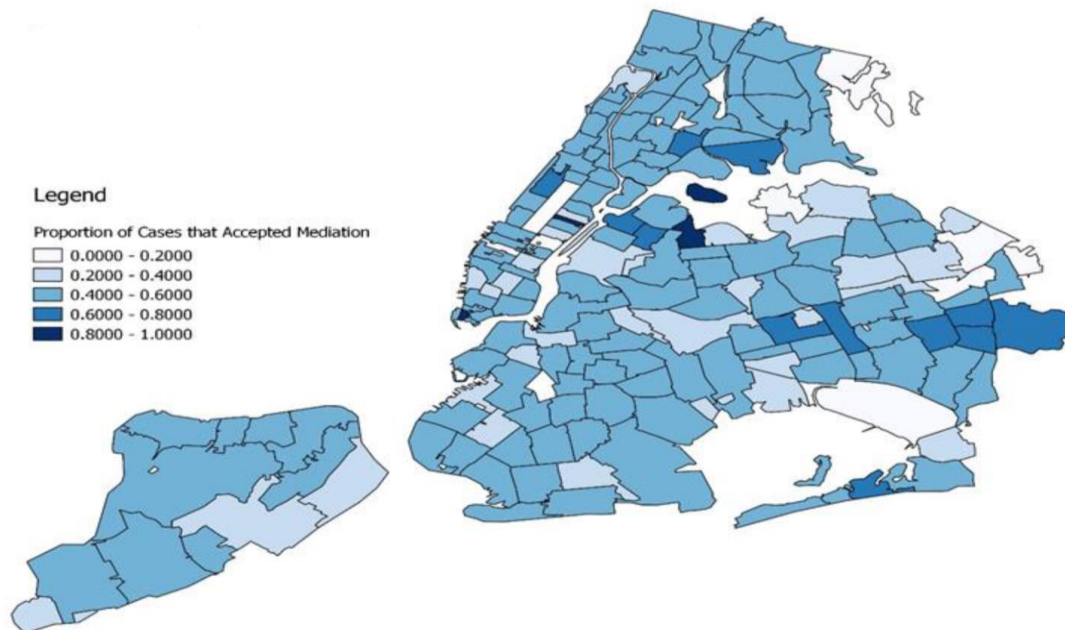 Legend
Proportion of Cases that Accepted Mediation
0.0000 - 0.2000
0.2000 - 0.4000
0.4000 - 0.6000
0.6000 - 0.8000
0.8000 - 1.0000